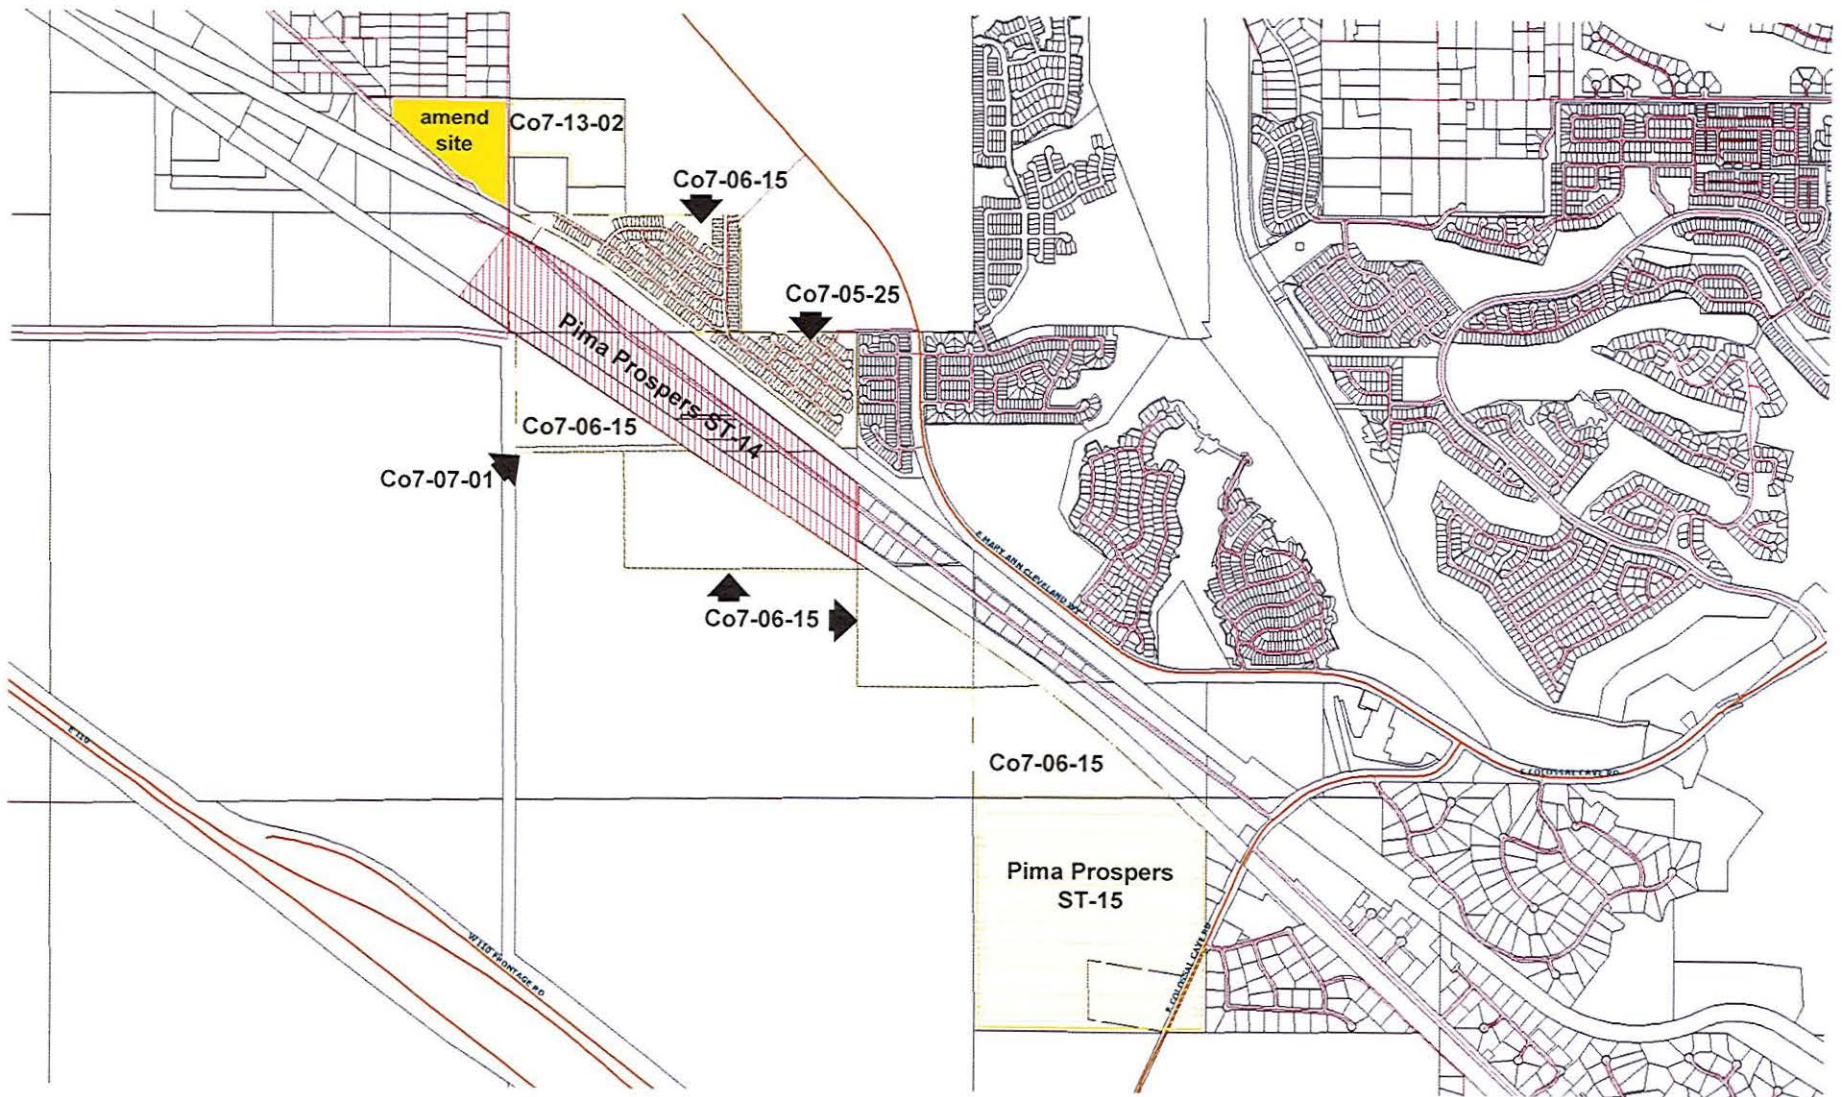 amend
site
Co7-13-02
Co7-06-15
Co7-05-25
Pima Prospers ST-14
Co7-06-15
Co7-07-01
E MARY ANN CLEVELAND WY
Co7-06-15
E I10
Co7-06-15
E COLOSSAL CAVE RD
Pima Prospers
ST-15
W I10 FRONTAGE RD
E COLOSSAL CAVE RD